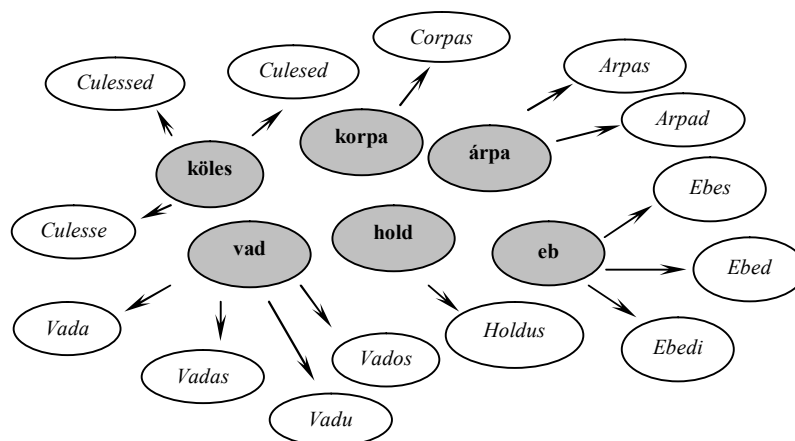 Corpas
Culessed
Culesed
Arpas
Arpad
korpa
árpa
köles
Ebes
Culesse
vad
hold
eb
Ebed
Vada
Holdus
Ebedi
Vados
Vadas
Vadu